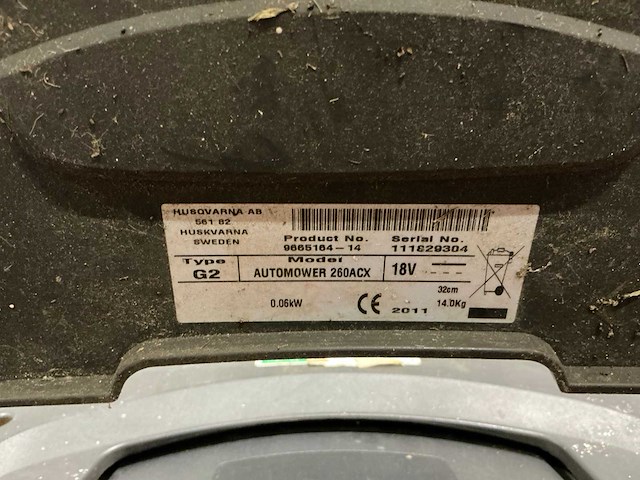 HUSQVARNA AB
561 82
HUSKVARNA
SWEDEN
Product No.
9665164-14
Serial No.
111829304
Type
G2
Model
AUTOMOWER 260ACX
18V
0.06kW
CE
2011
32cm
14.0Kg